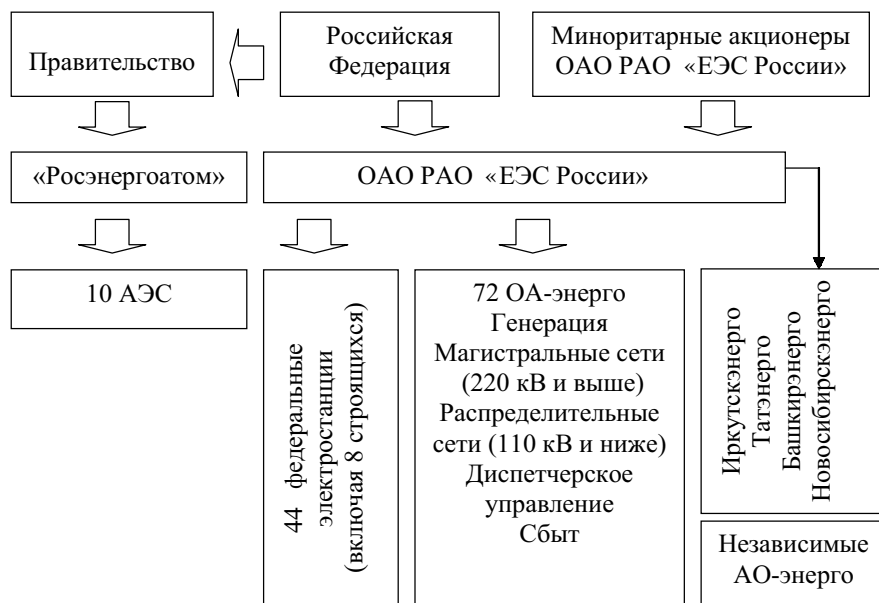 Правительство
Российская
Федерация
Миноритарные акционеры
ОАО РАО «ЕЭС России»
«Росэнергоатом»
ОАО РАО «ЕЭС России»
10 АЭС
44 федеральные
электростанции
(включая 8 строящихся)
72 ОА-энерго
Генерация
Магистральные сети
(220 кВ и выше)
Распределительные
сети (110 кВ и ниже)
Диспетчерское
управление
Сбыт
Иркутскэнерго
Татэнерго
Башкирэнерго
Новосибирскэнерго
Независимые
АО-энерго